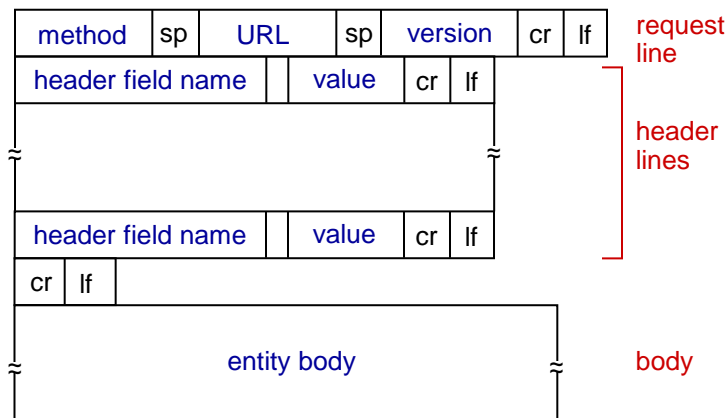 method sp URL sp version cr lf request line
header field name value cr lf
header lines
header field name value cr lf
cr lf
entity body body